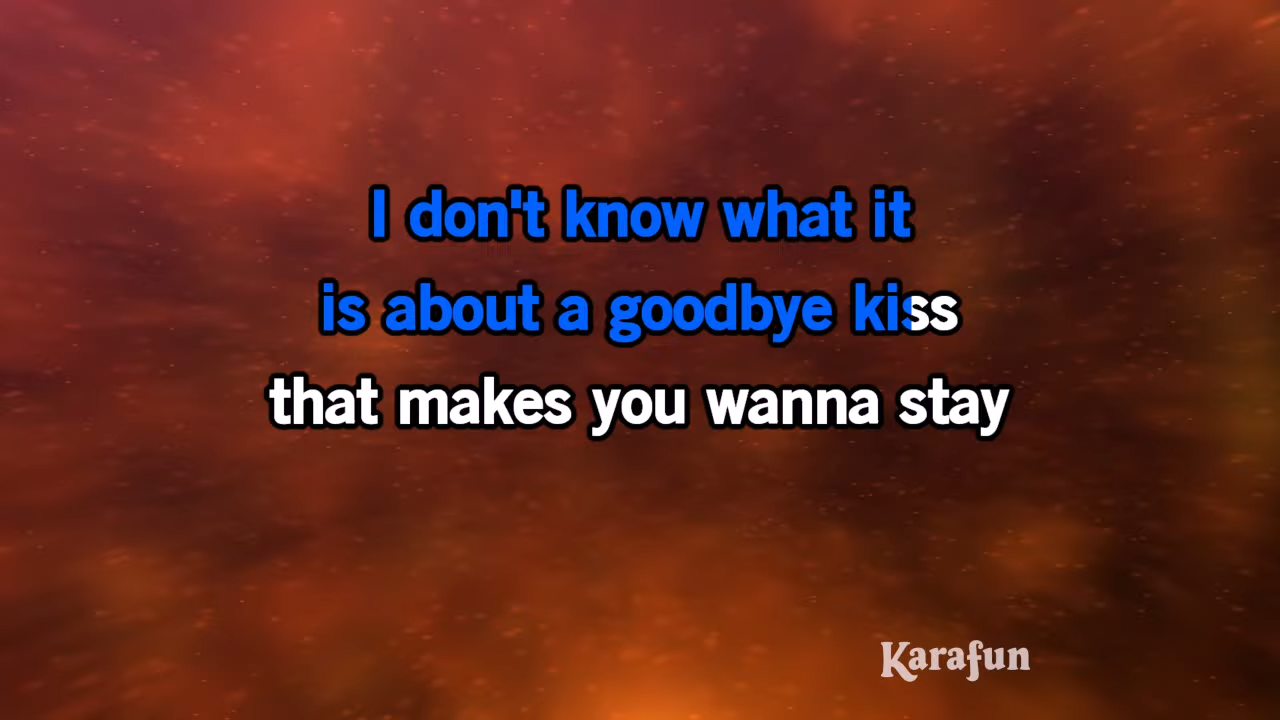 I don't know what it
is about a goodbye kiss
that makes you wanna stay
Karafun